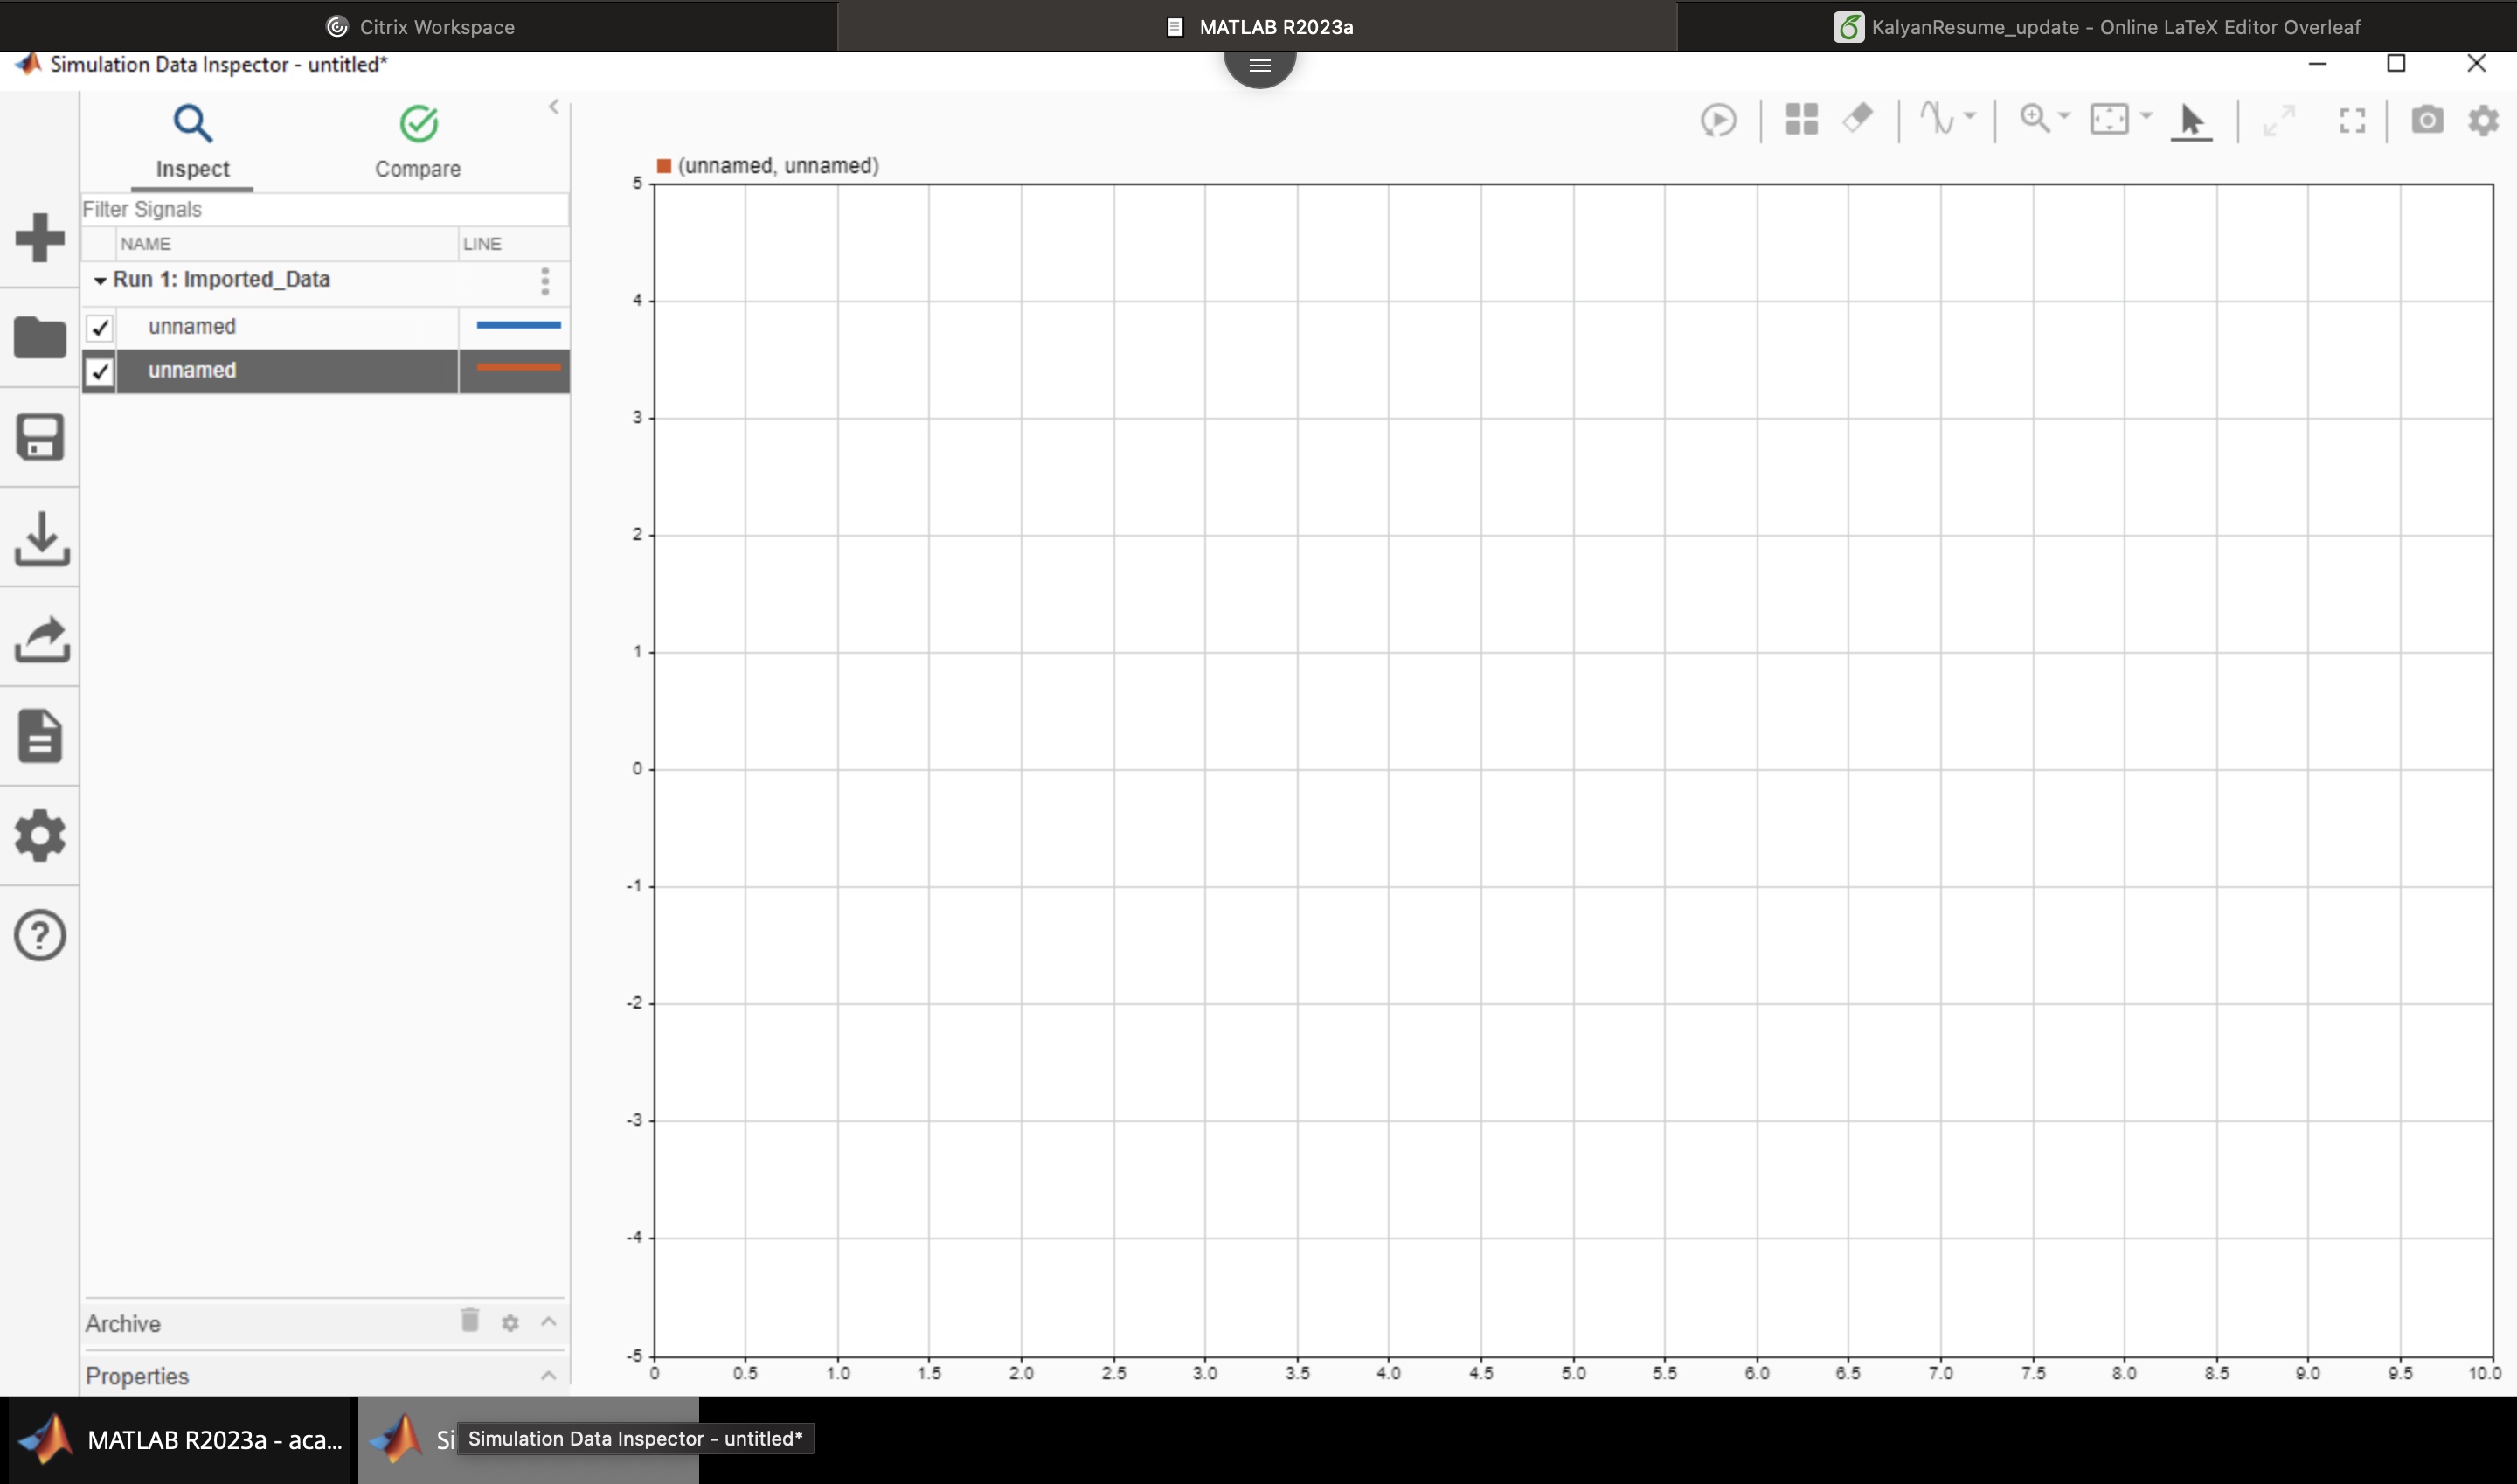 Citrix Workspace
MATLAB R2023a
KalyanResume_update - Online LaTeX Editor Overleaf
Simulation Data Inspector - untitled*
Inspect
Compare
Filter Signals
NAME
LINE
Run 1: Imported_Data
unnamed
unnamed
Archive
Properties
(unnamed, unnamed)
5
4
3
2
1
0
-1
-2
-3
-4
-5
0 0.5 1.0 1.5 2.0 2.5 3.0 3.5 4.0 4.5 5.0 5.5 6.0 6.5 7.0 7.5 8.0 8.5 9.0 9.5 10.0
MATLAB R2023a - aca...
Si
Simulation Data Inspector - untitled*